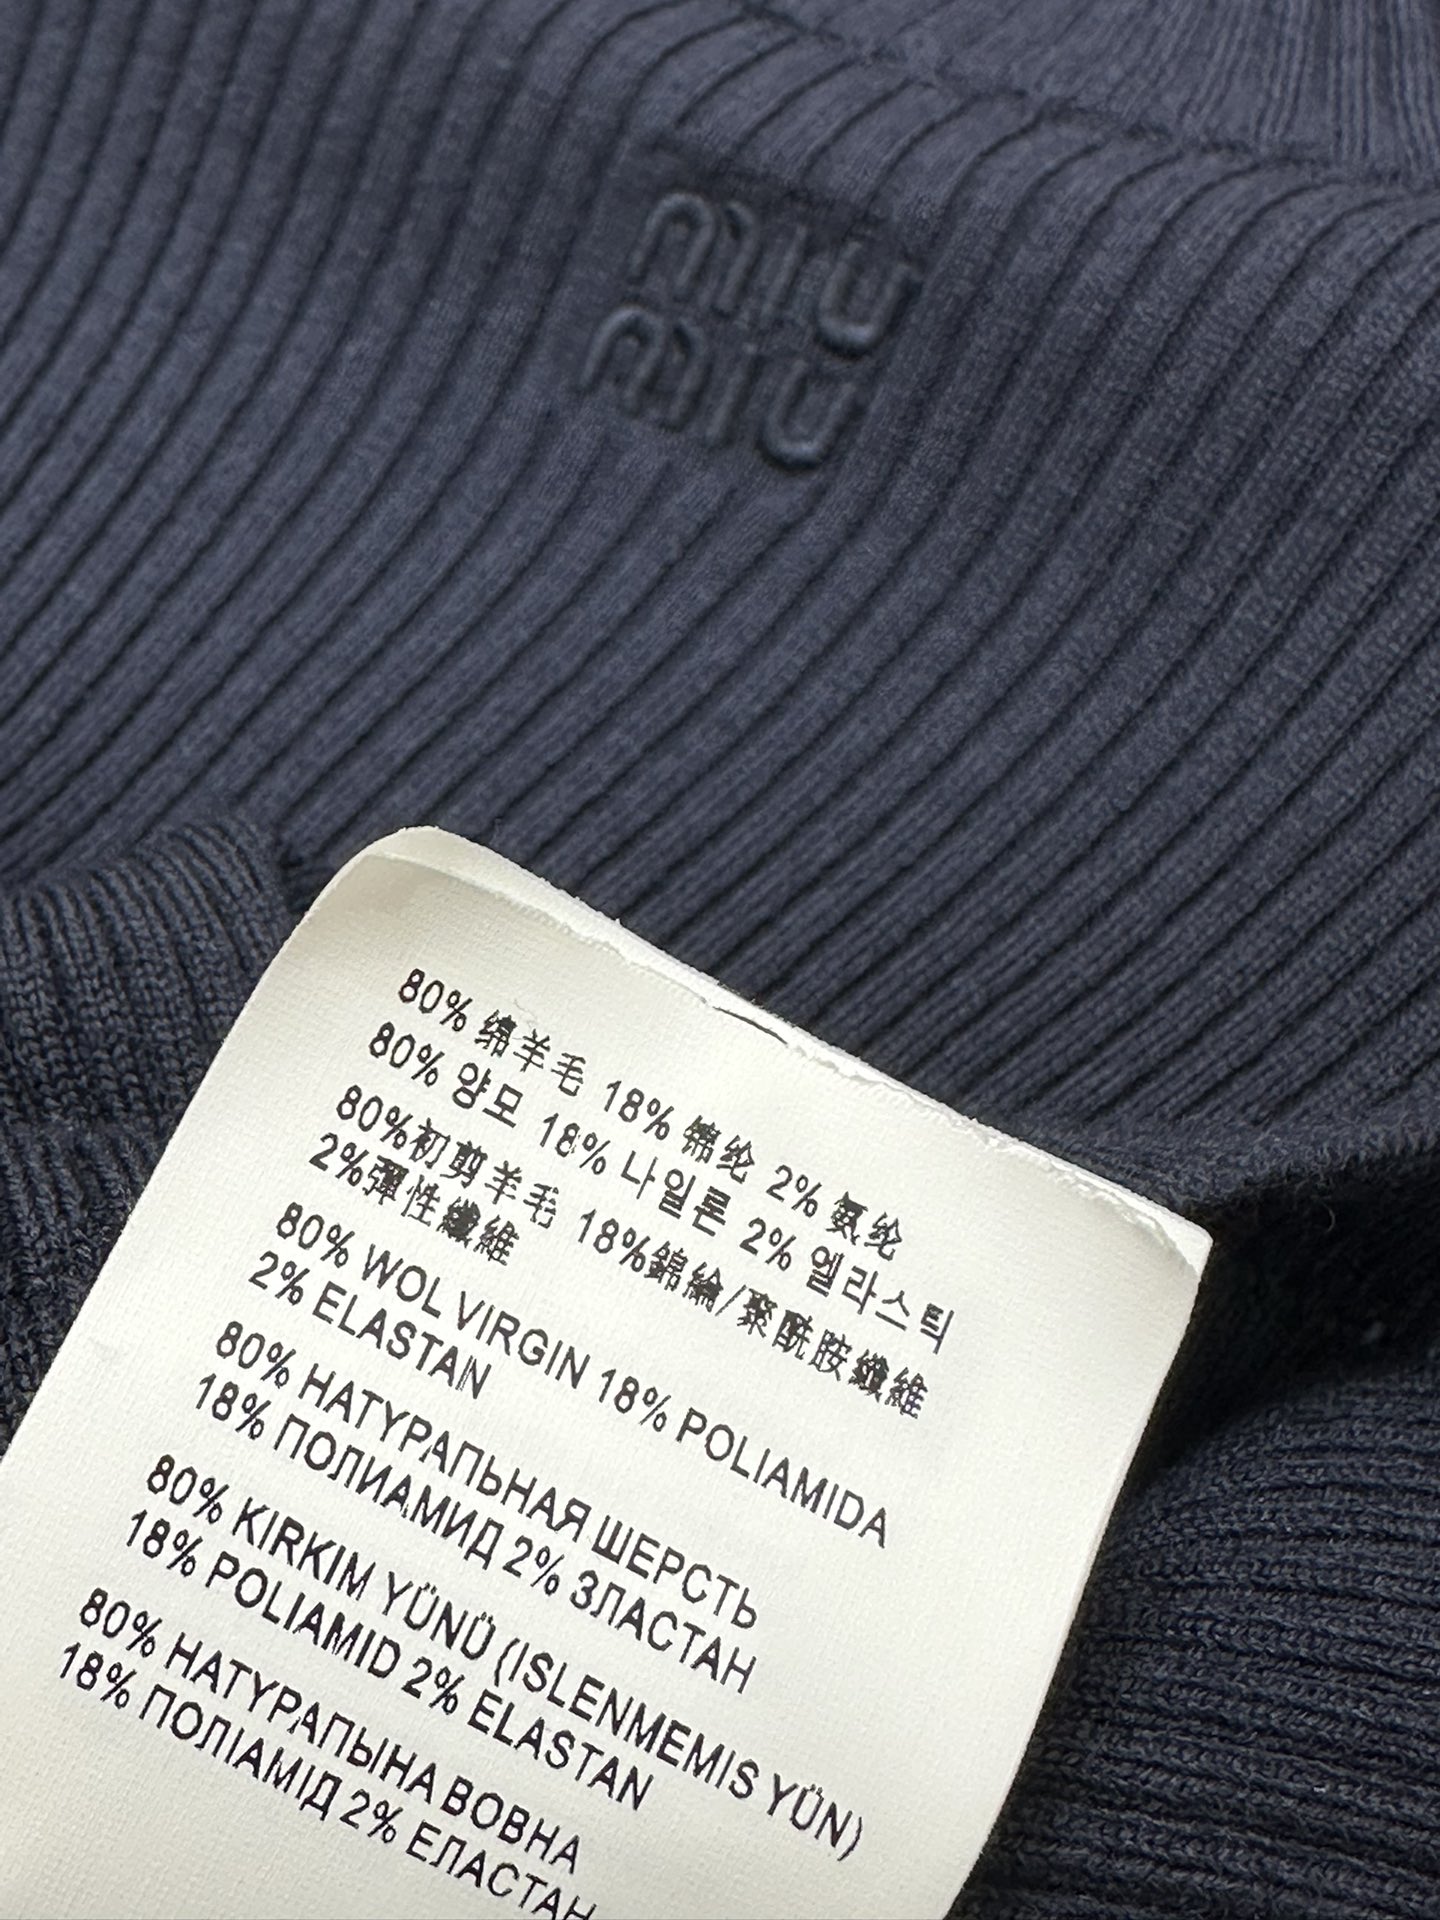 miu
miu
80% 绵羊毛 18% 锦纶 2% 氨纶
80% 양모 18% 나일론 2% 엘라스틱
80%初剪羊毛 18%錦綸/聚酰胺纖維
2%彈性纖維
80% WOL VIRGIN 18% POLIAMIDA
2% ELASTAN
80% НАТУРАПЬНАЯ ШЕРСТЬ
18% ПОЛИАМИД 2% ЗЛАСТАН
80% KIRKIM YÜNÜ (ISLENMEMIS YÜN)
18% POLIAMID 2% ELASTAN
80% НАТУРАПЫНА ВОВНА
18% ПОЛІАМІД 2% ЕЛАСТАН